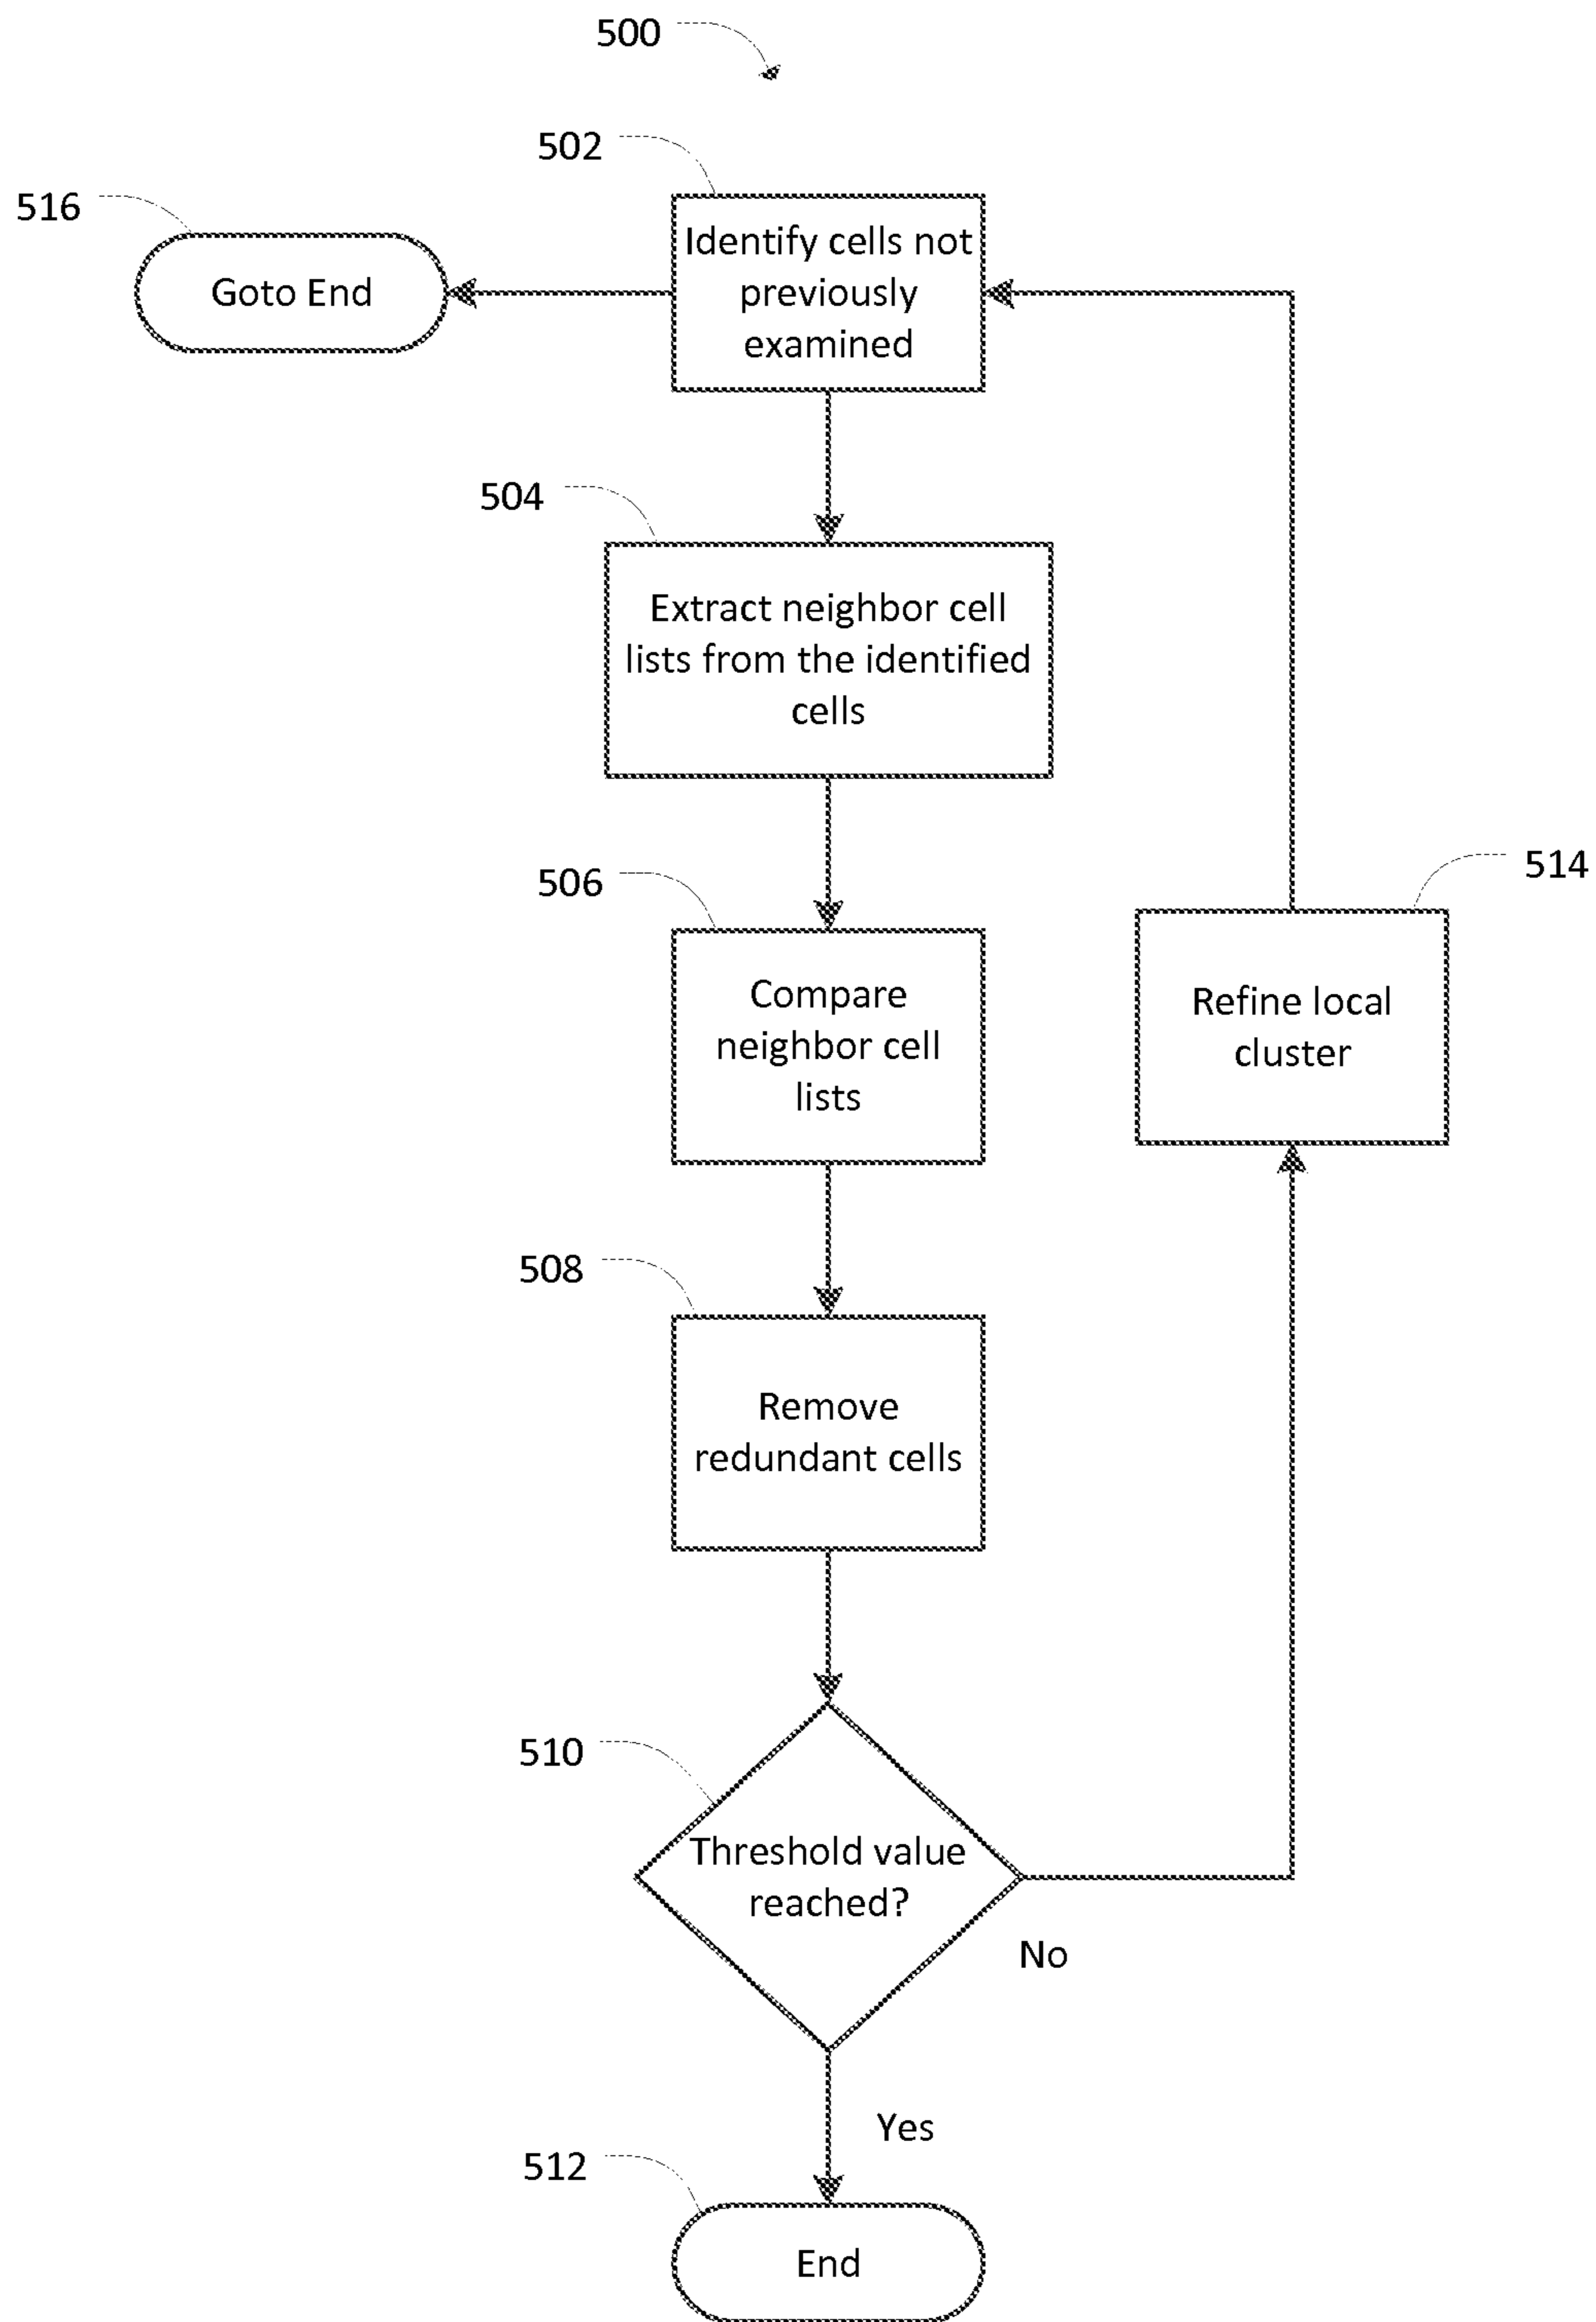 500
502
516
Identify cells not
previously
examined
Goto End
504
Extract neighbor cell
lists from the identified
cells
506
Compare
neighbor cell
lists
514
Refine local
cluster
508
Remove
redundant cells
510
Threshold value
reached?
No
Yes
512
End